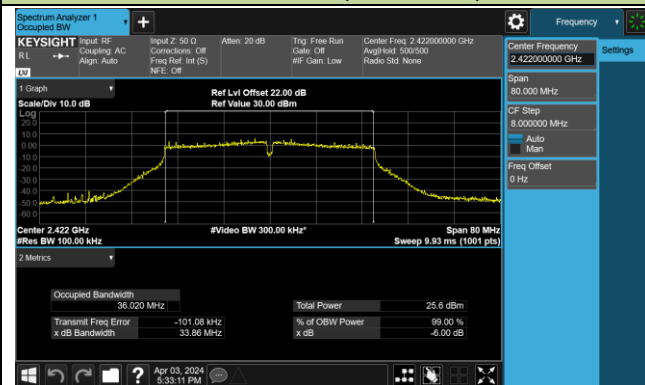 Spectrum Analyzer 1
Occupied BW
+
Frequency
KEYSIGHT
RL
Input: RF
Coupling: AC
Align: Auto
Input Z: 50 Ω
Corrections: Off
Freq Ref: Int (S)
NFE: Off
Atten: 20 dB
Trig: Free Run
Gate: Off
#IF Gain: Low
Center Freq: 2.422000000 GHz
Avg|Hold: 500/500
Radio Std: None
LXI
Center Frequency
2.422000000 GHz
Settings
Span
80.000 MHz
CF Step
8.000000 MHz
Auto
Man
Freq Offset
0 Hz
1 Graph
Scale/Div 10.0 dB
Ref Lvl Offset 22.00 dB
Ref Value 30.00 dBm
Log
20.0
10.0
0.00
-10.0
-20.0
-30.0
-40.0
-50.0
-60.0
Center 2.422 GHz
#Res BW 100.00 kHz
#Video BW 300.00 kHz*
Span 80 MHz
Sweep 9.93 ms (1001 pts)
2 Metrics
Occupied Bandwidth
36.020 MHz
Total Power 25.6 dBm
Transmit Freq Error -101.08 kHz
% of OBW Power 99.00 %
x dB Bandwidth 33.86 MHz
x dB -6.00 dB
?
Apr 03, 2024
5:33:11 PM